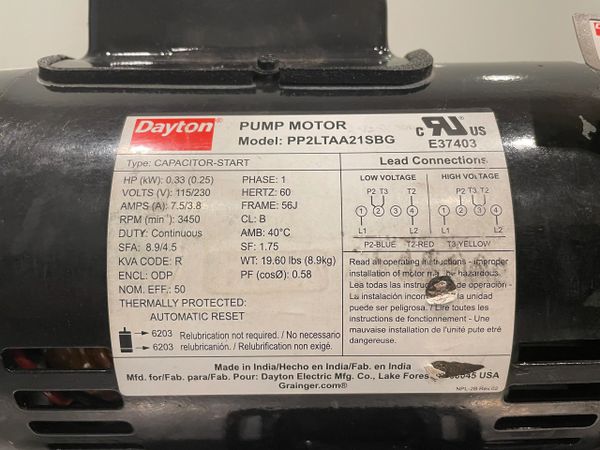 Dayton
PUMP MOTOR
Model: PP2LTAA21SBG
C RU US
E37403
Type: CAPACITOR-START
HP (kW): 0.33 (0.25) PHASE: 1
VOLTS (V): 115/230 HERTZ: 60
AMPS (A): 7.5/3.8 FRAME: 56J
RPM (min⁻): 3450 CL: B
DUTY: Continuous AMB: 40°C
SFA: 8.9/4.5 SF: 1.75
KVA CODE: R WT: 19.60 lbs (8.9kg)
ENCL: ODP PF (cosØ): 0.58
NOM. EFF: 50
THERMALLY PROTECTED:
AUTOMATIC RESET
6203 Relubrication not required. / No necesario
6203 relubricanión. / Relubrification non exigé.
Lead Connections
LOW VOLTAGE HIGH VOLTAGE
P2 T3 T2 P2 T3 T2
1 2 3 4 1 2 3 4
L1 L2 L1 L2
P2-BLUE T2-RED T3-YELLOW
Read all operating instructions - improper
installation of motor may be hazardous.
Lea todas las de operación -
La instalación la unidad
puede ser peligrosa. / Lire toutes les
instructions de fonctionnement - Une
mauvaise installation de l'unité pute etré
dangereuse.
Made in India/Hecho en India/Fab. en India
Mfd. for/Fab. para/Fab. Pour: Dayton Electric Mfg. Co., Lake Fores 60045 USA
Grainger.com®
NPL-2B Rev.02